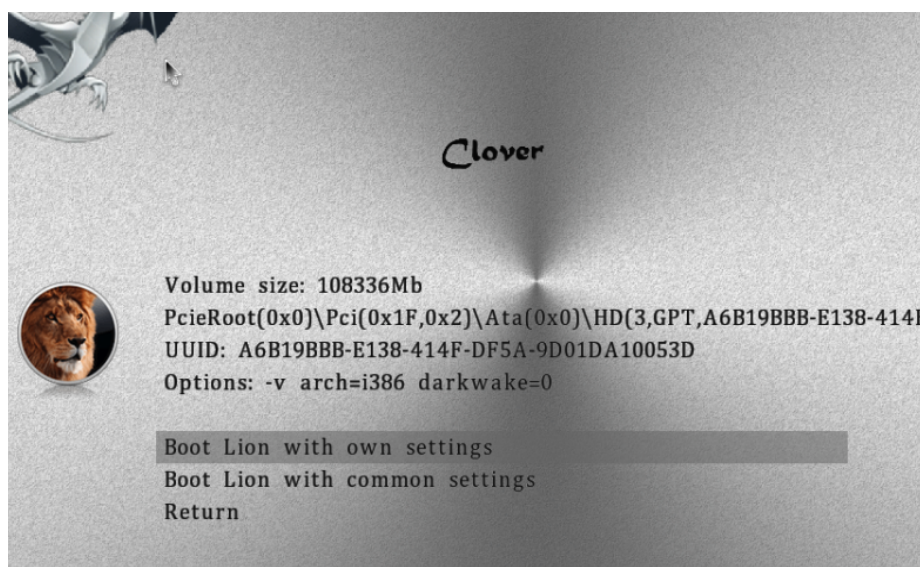 Clover
Volume size: 108336Mb
PcieRoot(0x0)\Pci(0x1F,0x2)\Ata(0x0)\HD(3,GPT,A6B19BBB-E138-414F
UUID: A6B19BBB-E138-414F-DF5A-9D01DA10053D
Options: -v arch=i386 darkwake=0
Boot Lion with own settings
Boot Lion with common settings
Return